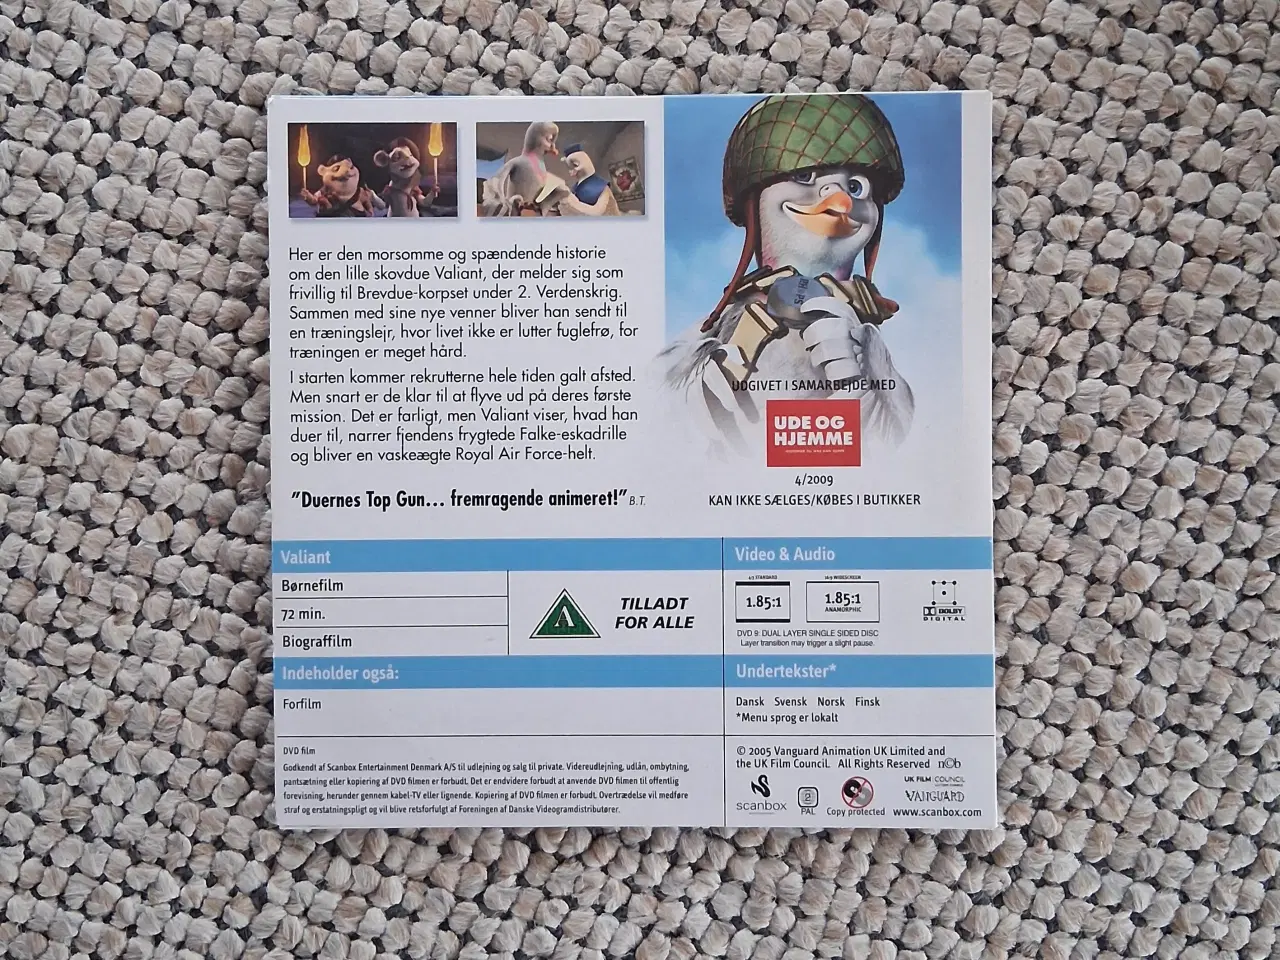 Her er den morsomme og spændende historie
om den lille skovdue Valiant, der melder sig som
frivillig til Brevdue-korpset under 2. Verdenskrig.
Sammen med sine nye venner bliver han sendt til
en træningslejr, hvor livet ikke er lutter fuglefrø, for
træningen er meget hård.
I starten kommer rekrutterne hele tiden galt afsted.
Men snart er de klar til at flyve ud på deres første
mission. Det er farligt, men Valiant viser, hvad han
duer til, narrer fjendens frygtede Falke-eskadrille
og bliver en vaskeægte Royal Air Force-helt.
"Duernes Top Gun... fremragende animeret!" B.T.
UDGIVET I SAMARBEJDE MED
UDE OG
HJEMME
4/2009
KAN IKKE SÆLGES/KØBES I BUTIKKER
Valiant
Børnefilm
72 min.
Biograffilm
A
TILLADT
FOR ALLE
Video & Audio
4:3 STANDARD
1.85:1
16:9 WIDESCREEN
1.85:1
ANAMORPHIC
DOLBY
DIGITAL
DVD 9: DUAL LAYER SINGLE SIDED DISC
Layer transition may trigger a slight pause.
Indeholder også:
Forfilm
Undertekster*
Dansk Svensk Norsk Finsk
*Menu sprog er lokalt
DVD film
Godkendt af Scanbox Entertainment Denmark A/S til udlejning og salg til private. Videreudlejning, udlån, ombytning,
pantsætning eller kopiering af DVD filmen er forbudt. Det er endvidere forbudt at anvende DVD filmen til offentlig
forevisning, herunder gennem kabel-TV eller lignende. Kopiering af DVD filmen er forbudt. Overtrædelse vil medføre
straf og erstatningspligt og vil blive retsforfulgt af Foreningen af Danske Videogramdistributører.
© 2005 Vanguard Animation UK Limited and
the UK Film Council. All Rights Reserved ncb
scanbox
PAL
Copy protected
UK FILM COUNCIL
VANGUARD
www.scanbox.com